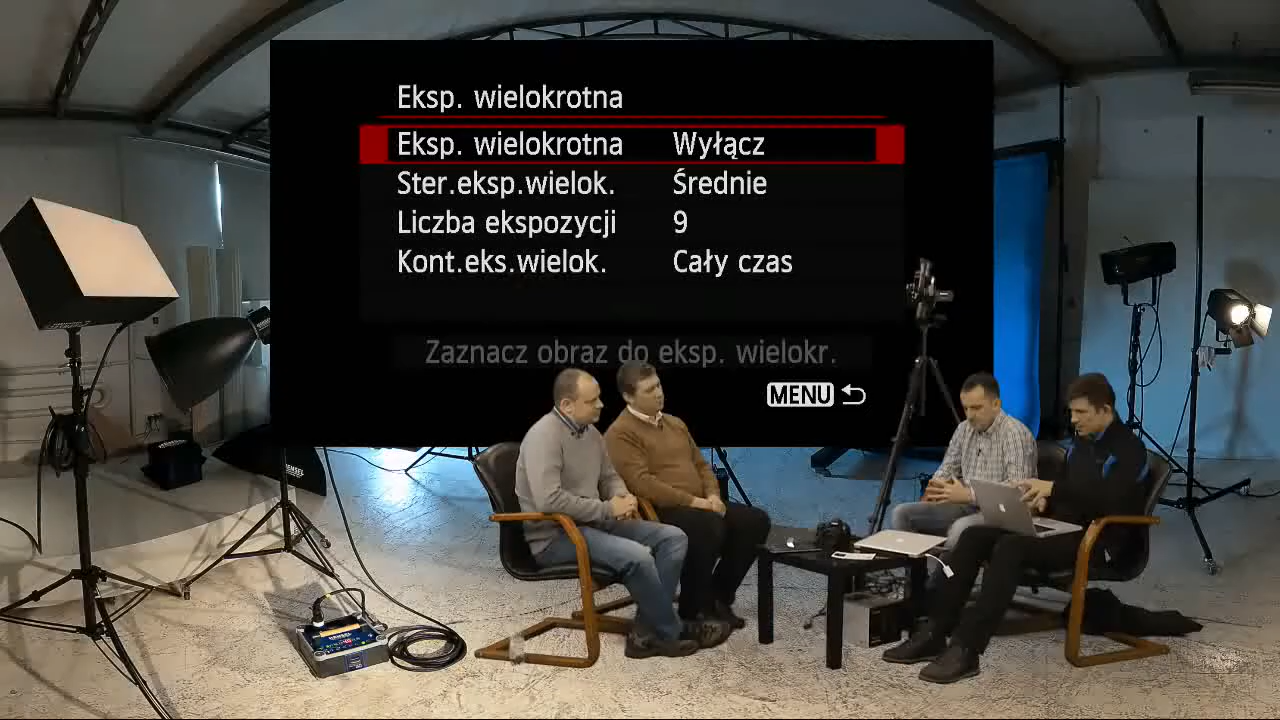 Eksp. wielokrotna
Eksp. wielokrotna Wyłącz
Ster.eksp.wielok. Średnie
Liczba ekspozycji 9
Kont.eks.wielok. Cały czas
Zaznacz obraz do eksp. wielokr.
MENU
HENSEL